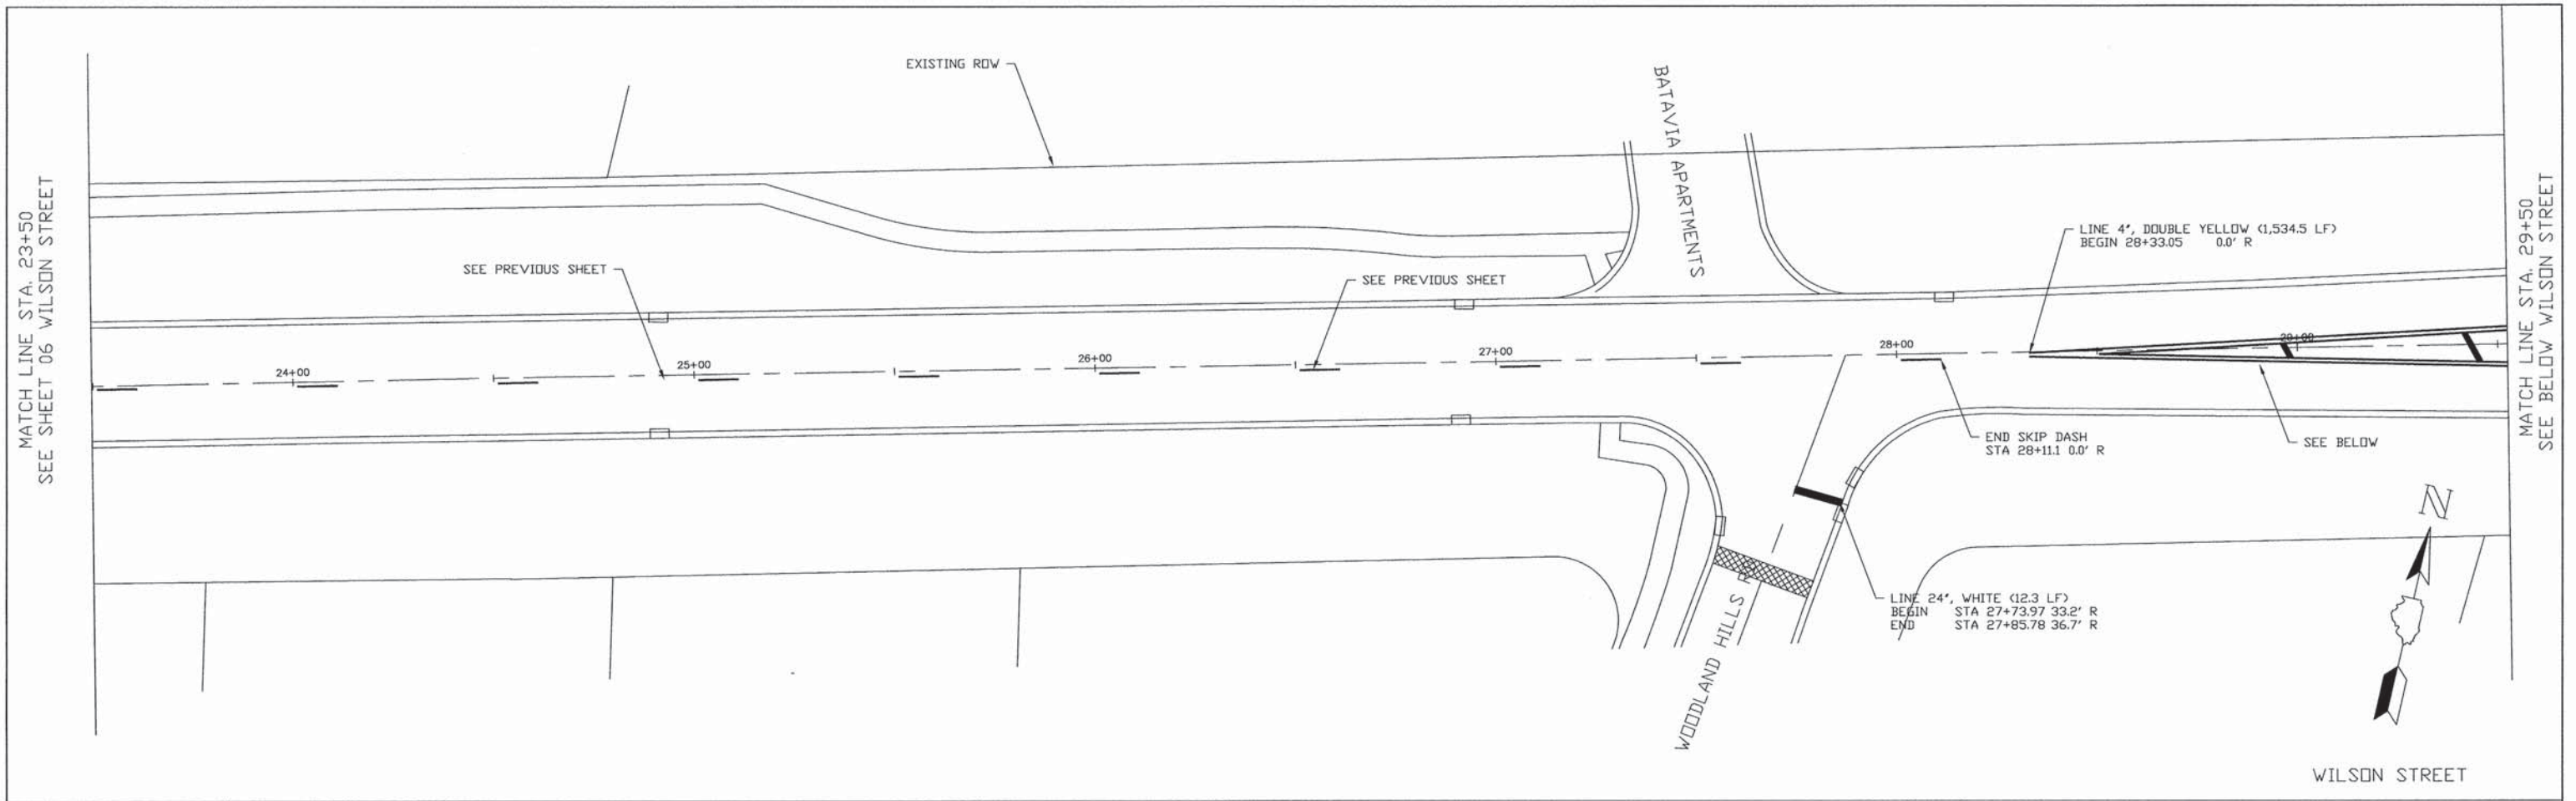 MATCH LINE STA. 23+50
SEE SHEET 06 WILSON STREET
EXISTING ROW
BATAVIA APARTMENTS
SEE PREVIOUS SHEET
SEE PREVIOUS SHEET
LINE 4", DOUBLE YELLOW (1,534.5 LF)
BEGIN 28+33.05 0.0' R
24+00
25+00
26+00
27+00
28+00
29+00
END SKIP DASH
STA 28+11.1 0.0' R
SEE BELOW
LINE 24", WHITE (12.3 LF)
BEGIN STA 27+73.97 33.2' R
END STA 27+85.78 36.7' R
WOODLAND HILLS
N
WILSON STREET
MATCH LINE STA. 29+50
SEE BELOW WILSON STREET